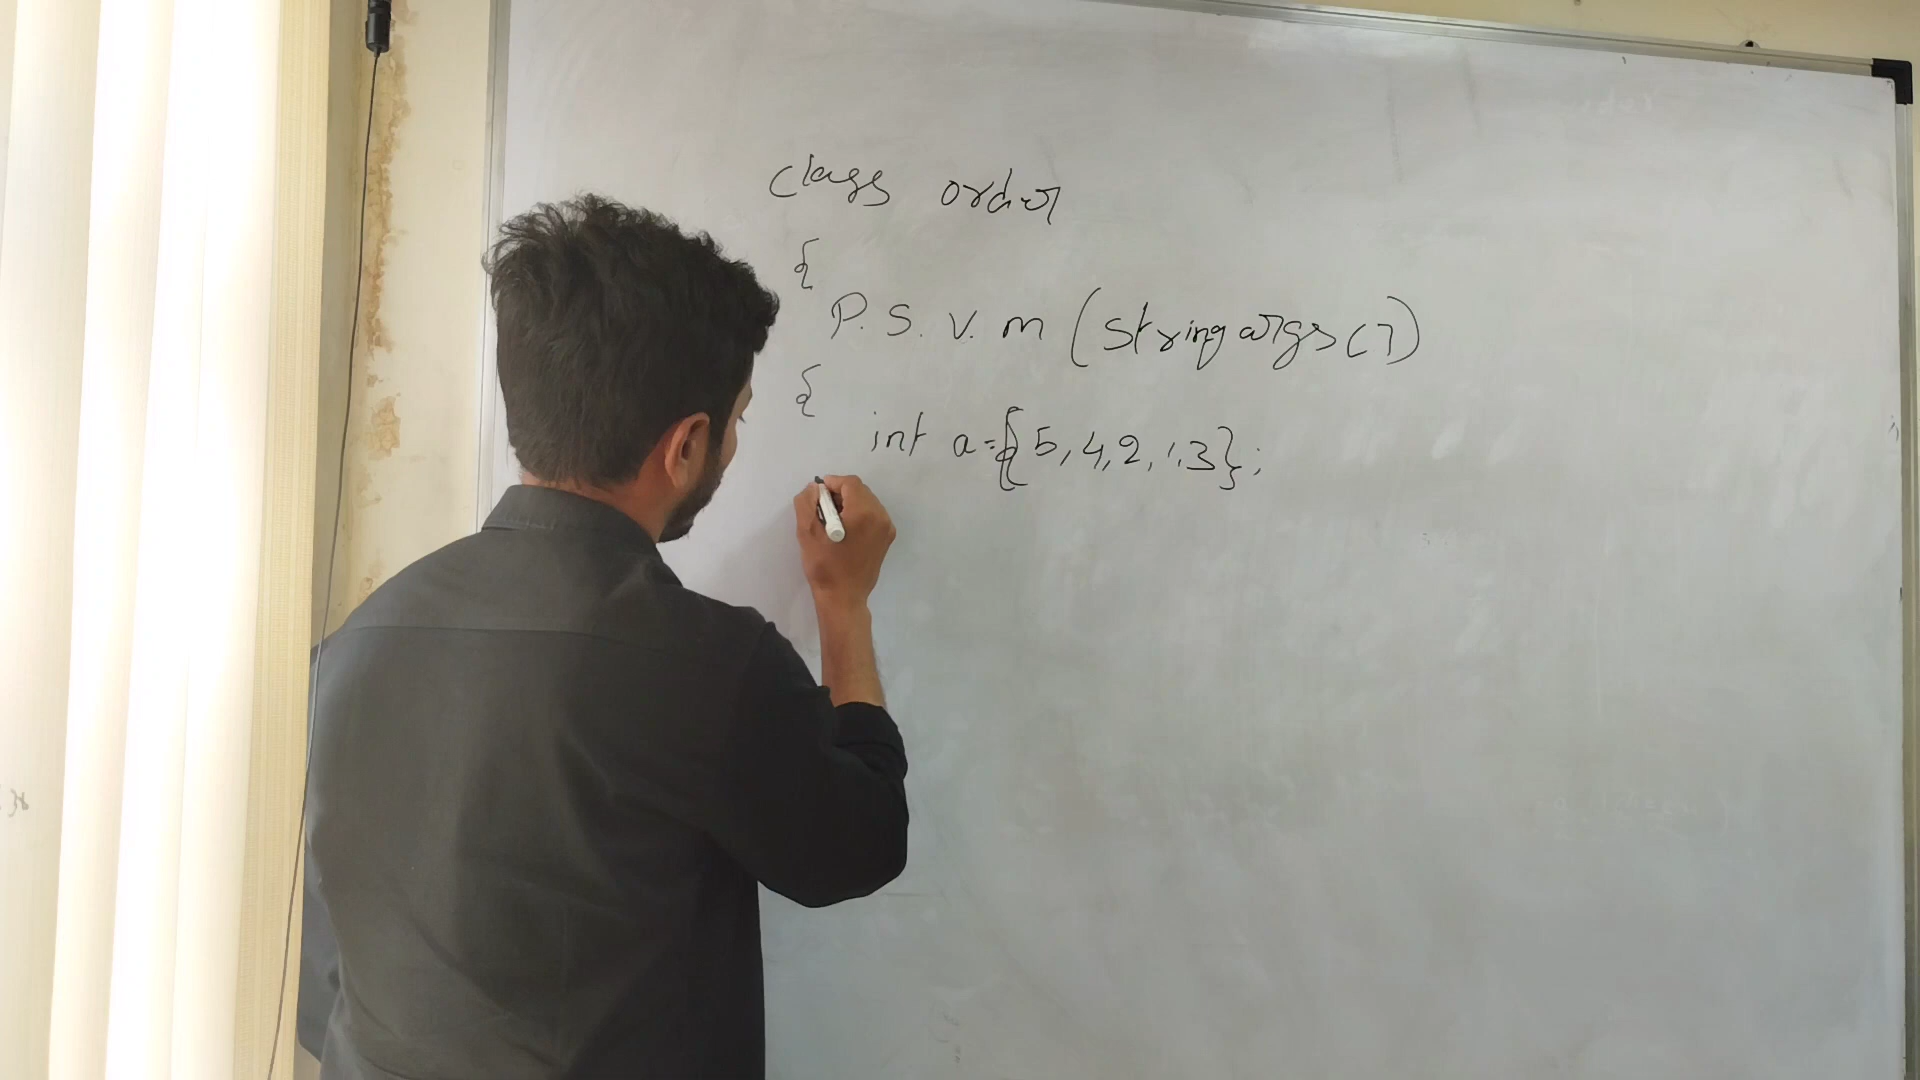 class order
{
P. S. V. m (String args [])
{
int a={5,4,2,1,3};